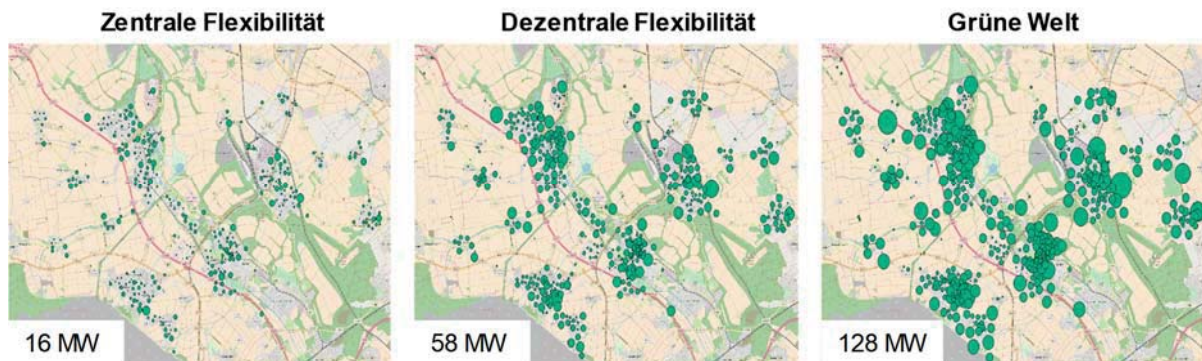 Zentrale Flexibilität
Dezentrale Flexibilität
Grüne Welt
16 MW
58 MW
128 MW